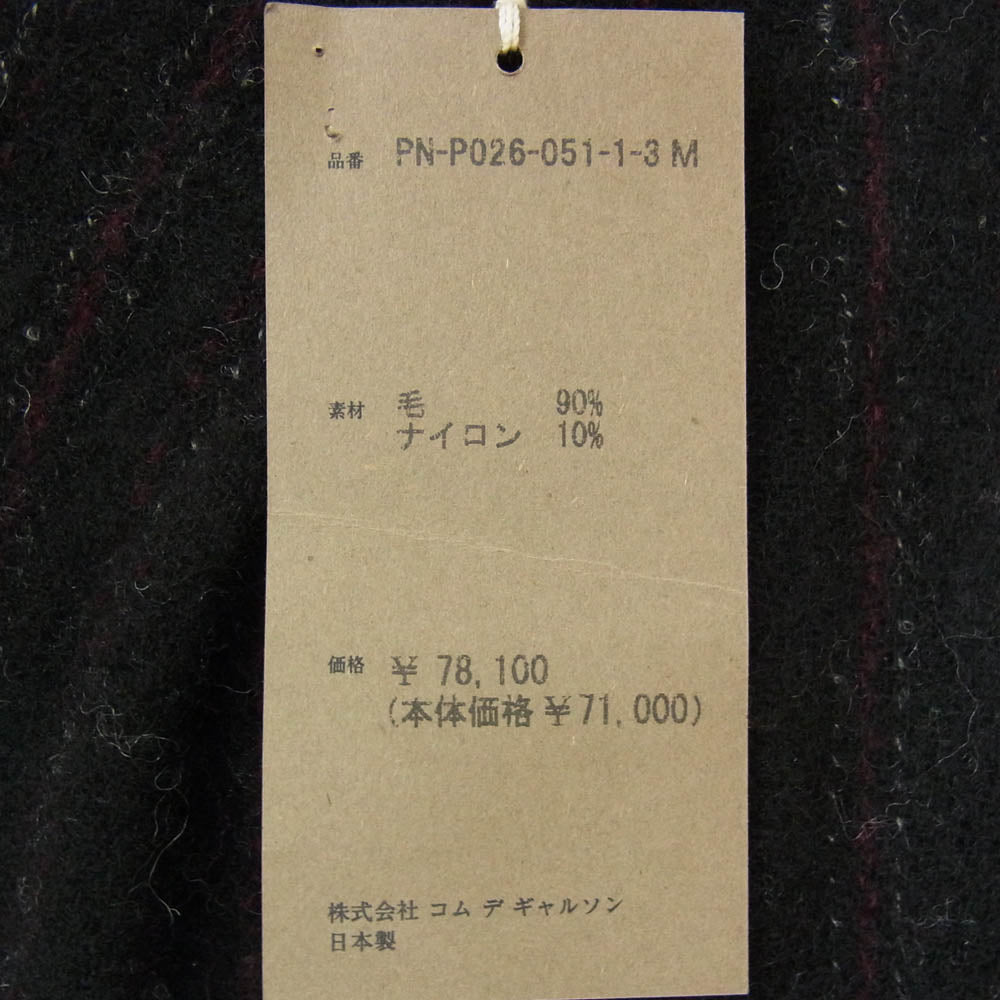 品番 PN-P026-051-1-3 M
素材 毛 90%
ナイロン 10%
価格 ¥ 78,100
(本体価格 ¥71,000)
株式会社 コム デ ギャルソン
日本製